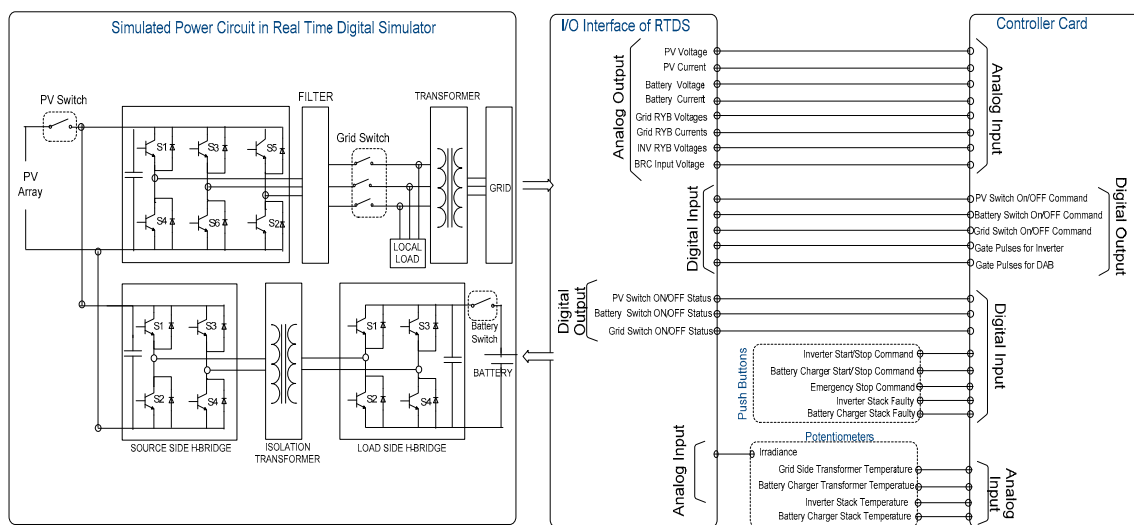 Simulated Power Circuit in Real Time Digital Simulator
PV Switch
FILTER
TRANSFORMER
Grid Switch
S1
S3
S5
PV
Array
GRID
S4
S6
S2
LOCAL
LOAD
S1
S3
S1
S3
Battery
Switch
BATTERY
S2
S4
S2
S4
SOURCE SIDE H-BRIDGE
ISOLATION
TRANSFORMER
LOAD SIDE H-BRIDGE
I/O Interface of RTDS
Controller Card
Analog Output
PV Voltage
PV Current
Battery Voltage
Battery Current
Grid RYB Voltages
Grid RYB Currents
INV RYB Voltages
BRC Input Voltage
Analog Input
Digital Input
PV Switch On/OFF Command
Battery Switch On/OFF Command
Grid Switch On/OFF Command
Gate Pulses for Inverter
Gate Pulses for DAB
Digital Output
Digital
Output
PV Switch ON/OFF Status
Battery Switch ON/OFF Status
Grid Switch ON/OFF Status
Digital Input
Push Buttons
Inverter Start/Stop Command
Battery Charger Start/Stop Command
Emergency Stop Command
Inverter Stack Faulty
Battery Charger Stack Faulty
Potentiometers
Analog Input
Irradiance
Grid Side Transformer Temperature
Battery Charger Transformer Temperatue
Inverter Stack Temperature
Battery Charger Stack Temperature
Analog
Input